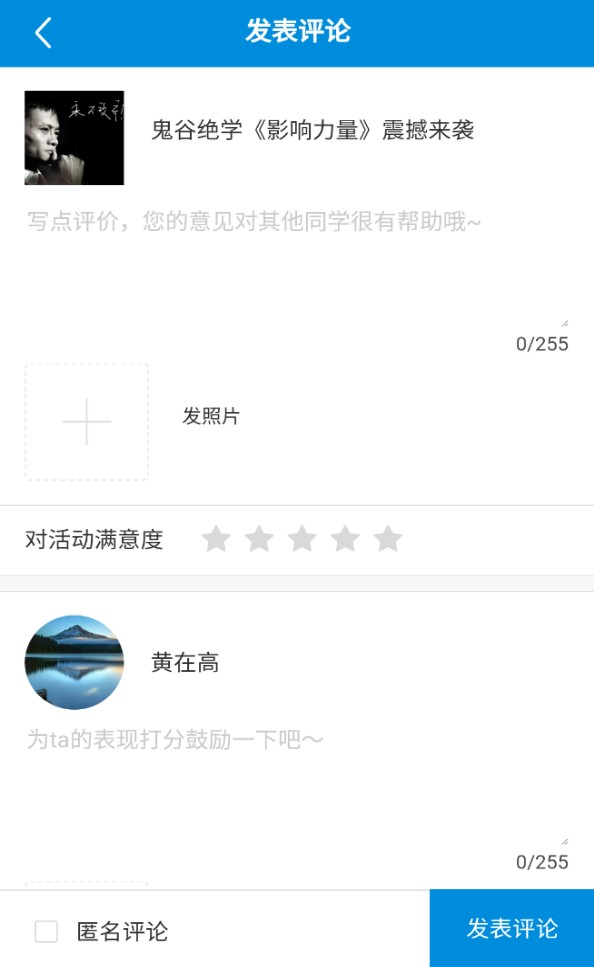 发表评论
鬼谷绝学《影响力量》震撼来袭
写点评价，您的意见对其他同学很有帮助哦~
0/255
发照片
对活动满意度
黄在高
为ta的表现打分鼓励一下吧～
0/255
匿名评论
发表评论